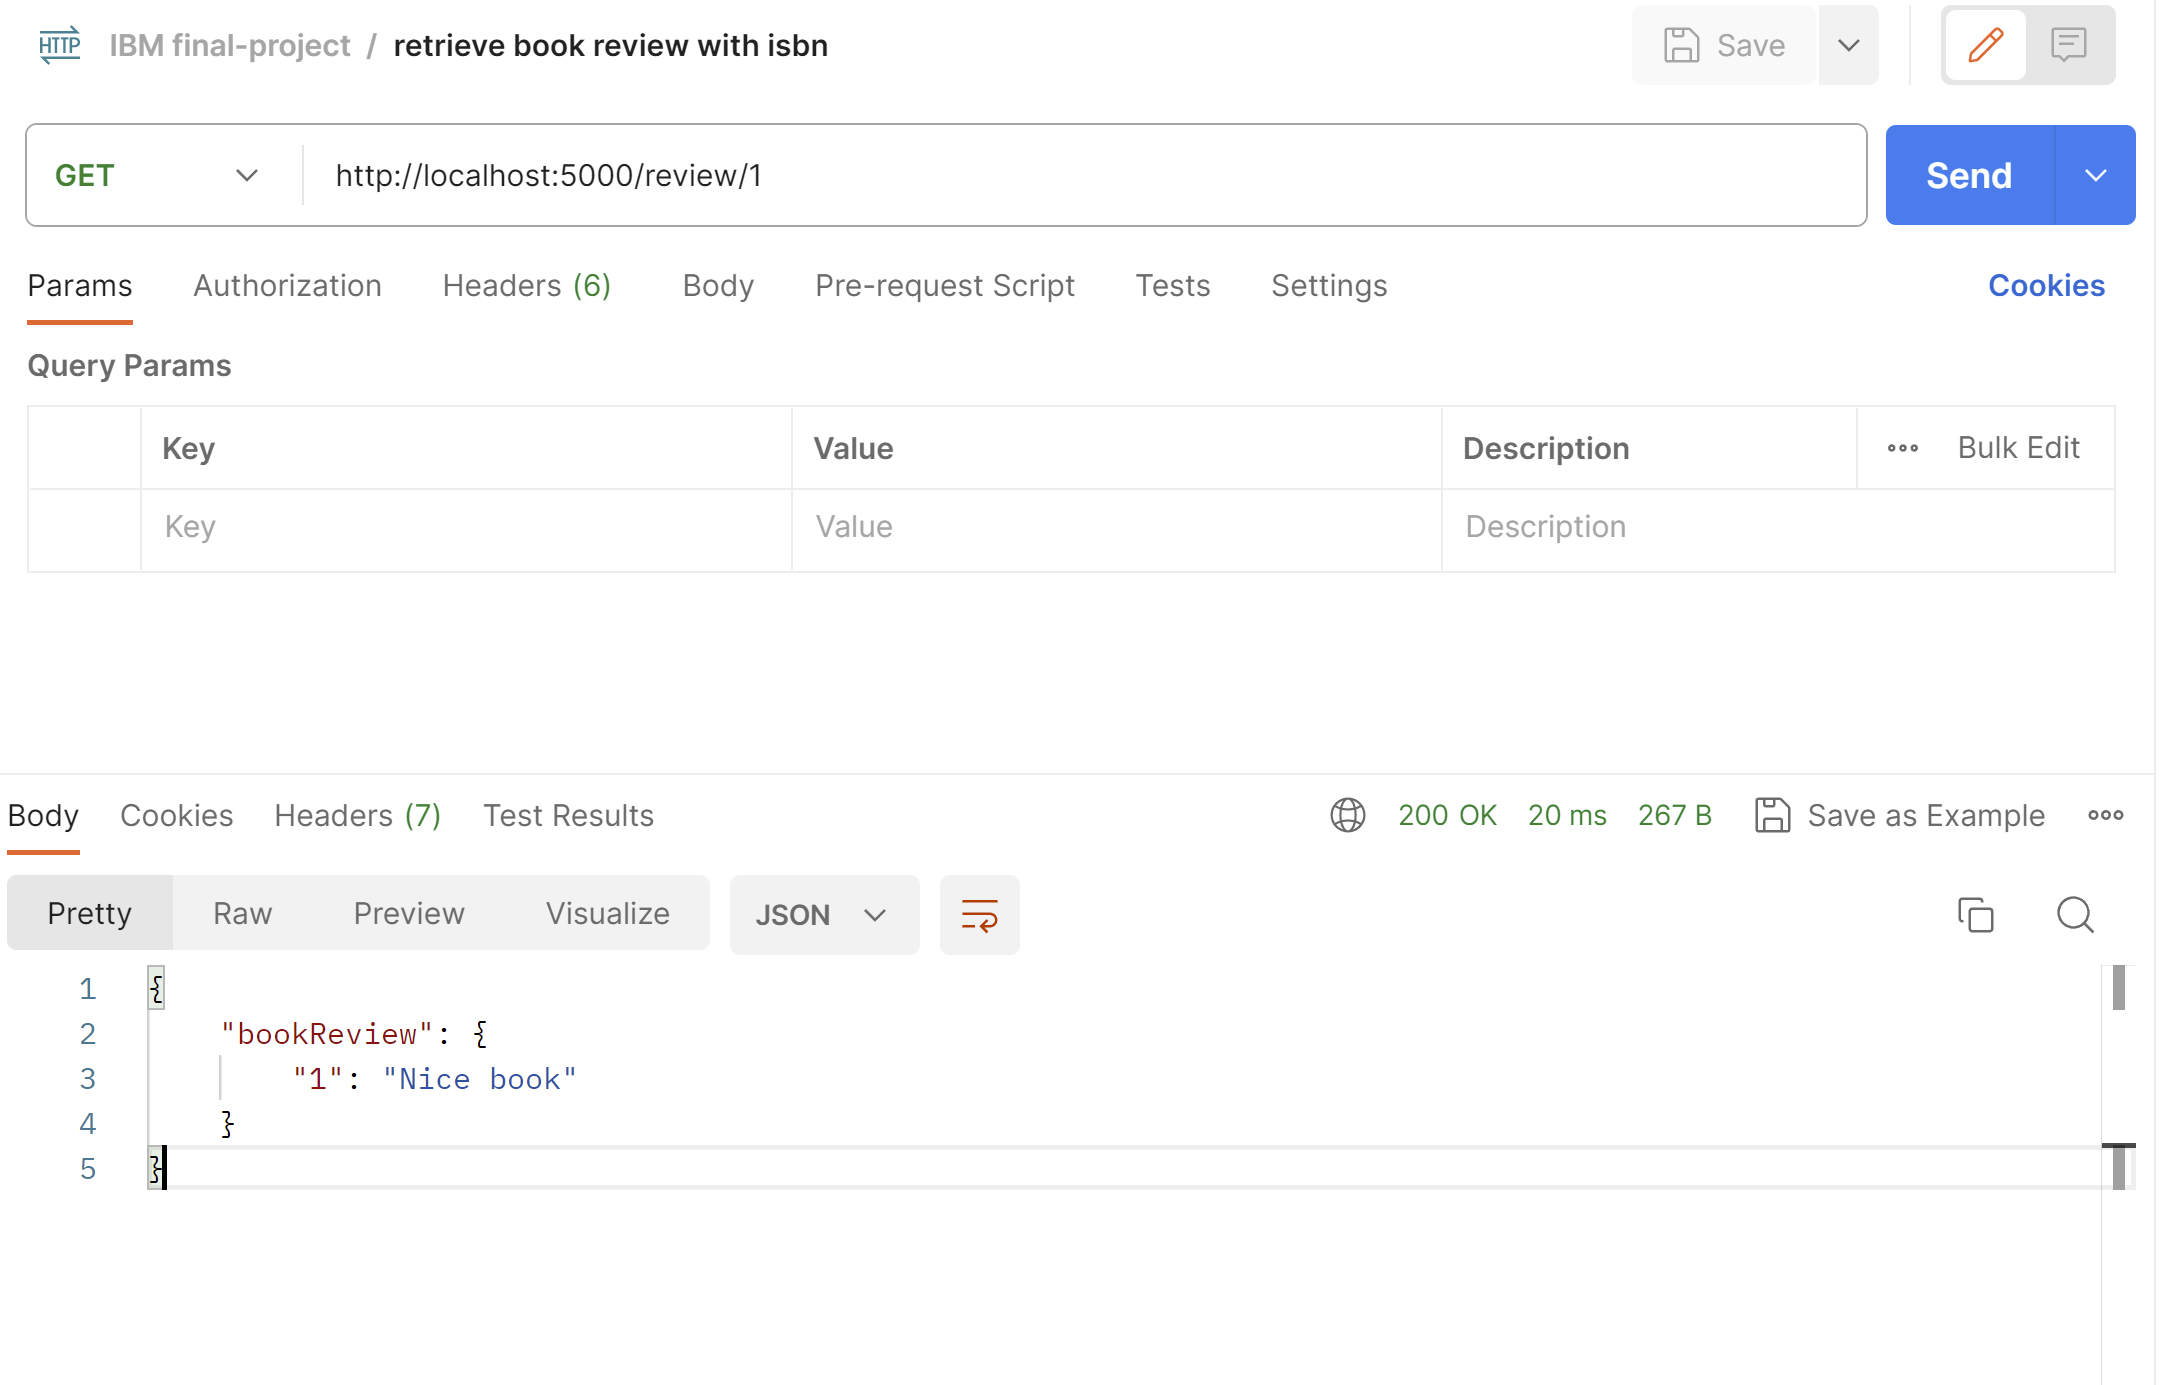 HTTP IBM final-project / retrieve book review with isbn Save
GET http://localhost:5000/review/1 Send
Params Authorization Headers (6) Body Pre-request Script Tests Settings Cookies
Query Params
Key Value Description Bulk Edit
Key Value Description
Body Cookies Headers (7) Test Results 200 OK 20 ms 267 B Save as Example
Pretty Raw Preview Visualize JSON
1 {
2 "bookReview": {
3 "1": "Nice book"
4 }
5 }